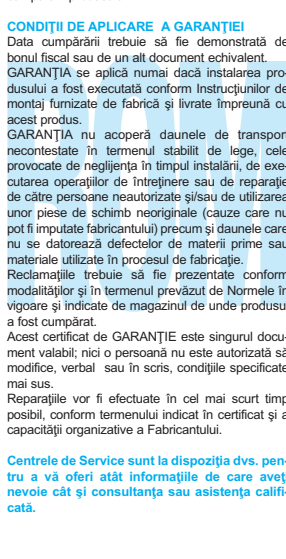 CONDIŢII DE APLICARE A GARANŢIEI
Data cumpărării trebuie să fie demonstrată de
bonul fiscal sau de un alt document echivalent.
GARANŢIA se aplică numai dacă instalarea pro-
dusului a fost executată conform Instrucţiunilor de
montaj furnizate de fabrică şi livrate împreună cu
acest produs.
GARANŢIA nu acoperă daunele de transport
necontestate în termenul stabilit de lege, cele
provocate de neglijenţa în timpul instalării, de exe-
cutarea operaţiilor de întreţinere sau de reparaţie
de către persoane neautorizate şi/sau de utilizarea
unor piese de schimb neoriginale (cauze care nu
pot fi imputate fabricantului) precum şi daunele care
nu se datorează defectelor de materii prime sau
materiale utilizate în procesul de fabricaţie.
Reclamaţiile trebuie să fie prezentate conform
modalităţilor şi în termenul prevăzut de Normele în
vigoare şi indicate de magazinul de unde produsu
a fost cumpărat.
Acest certificat de GARANŢIE este singurul docu-
ment valabil; nici o persoană nu este autorizată să
modifice, verbal sau în scris, condiţiile specificate
mai sus.
Reparaţiile vor fi efectuate în cel mai scurt timp
posibil, conform termenului indicat în certificat şi a
capacităţii organizative a Fabricantului.
Centrele de Service sunt la dispoziţia dvs. pen-
tru a vă oferi atât informaţiile de care aveţi
nevoie cât şi consultanţa sau asistenţa califi-
cată.